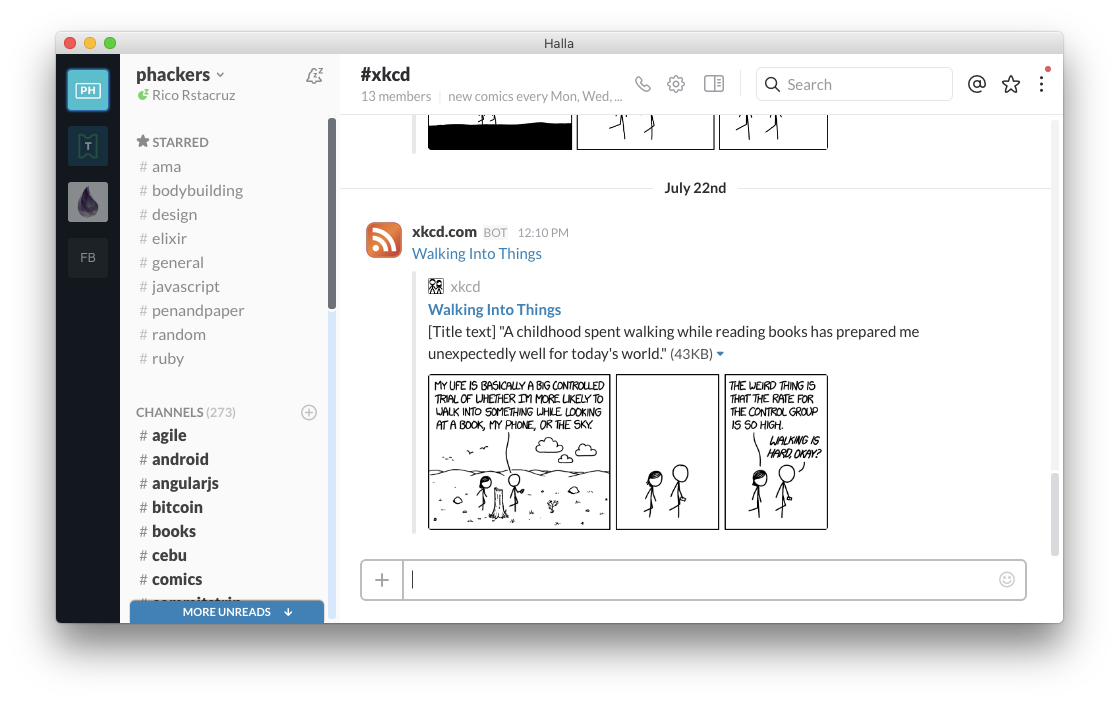 Halla
PH
T
FB
phackers
Rico Rstacruz
STARRED
# ama
# bodybuilding
# design
# elixir
# general
# javascript
# penandpaper
# random
# ruby
CHANNELS (273)
# agile
# android
# angularjs
# bitcoin
# books
# cebu
# comics
MORE UNREADS
#xkcd
13 members
new comics every Mon, Wed, ...
Search
July 22nd
xkcd.com BOT 12:10 PM
Walking Into Things
xkcd
Walking Into Things
[Title text] "A childhood spent walking while reading books has prepared me
unexpectedly well for today's world." (43KB)
MY LIFE IS BASICALLY A BIG CONTROLLED
TRIAL OF WHETHER I'M MORE LIKELY TO
WALK INTO SOMETHING WHILE LOOKING
AT A BOOK, MY PHONE, OR THE SKY.
THE WEIRD THING IS
THAT THE RATE FOR
THE CONTROL GROUP
IS SO HIGH.
WALKING IS
HARD, OKAY?